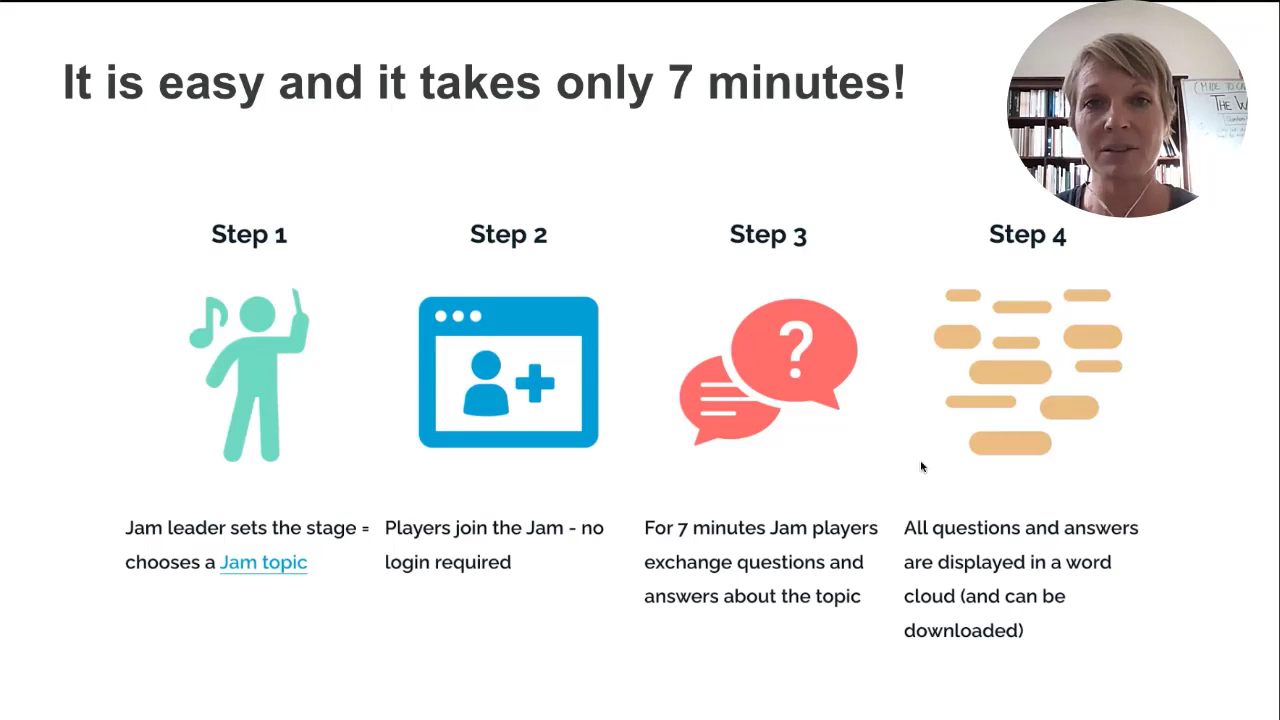 It is easy and it takes only 7 minutes!
(MADE TO
THE W
Step 1
Step 2
Step 3
Step 4
?
Jam leader sets the stage =
chooses a Jam topic
Players join the Jam - no
login required
For 7 minutes Jam players
exchange questions and
answers about the topic
All questions and answers
are displayed in a word
cloud (and can be
downloaded)